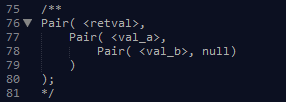 75 /**
76 Pair( <retval>,
77 Pair( <val_a>,
78 Pair( <val_b>, null)
79 )
80 );
81 */